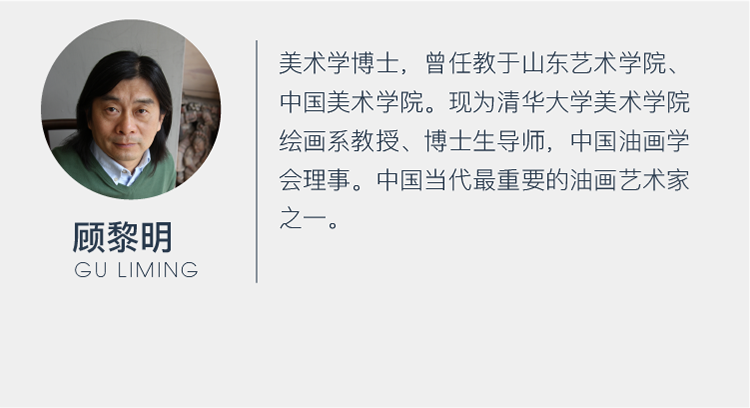 美术学博士，曾任教于山东艺术学院、
中国美术学院。现为清华大学美术学院
绘画系教授、博士生导师，中国油画学
会理事。中国当代最重要的油画艺术家
之一。
顾黎明
GU LIMING